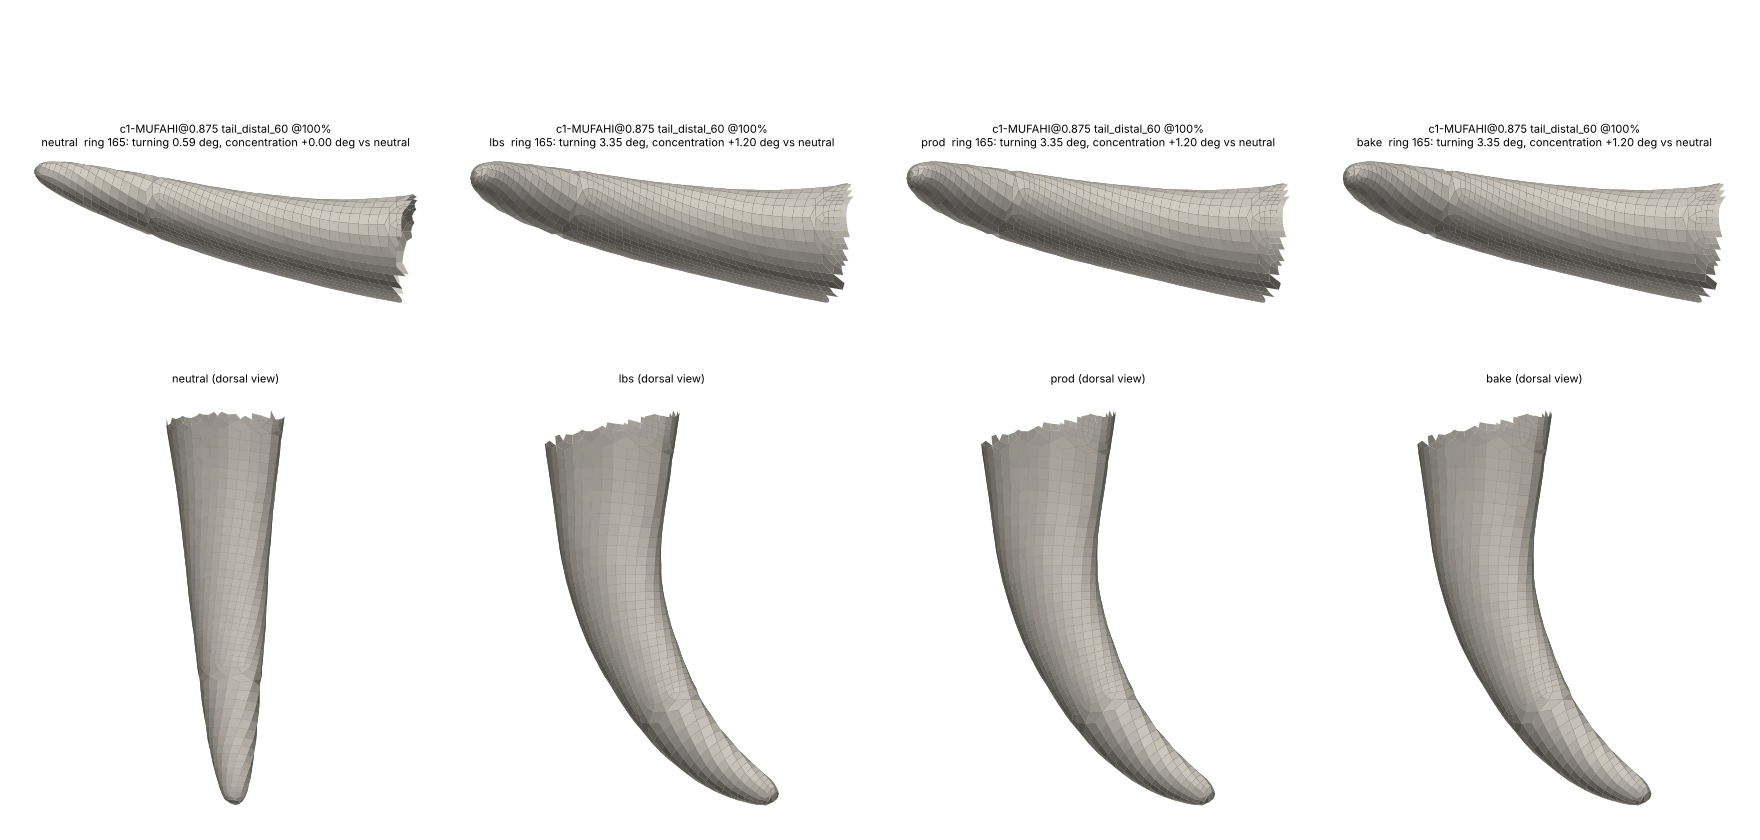 c1-MUFAHI@0.875 tail_distal_60 @100%
neutral  ring 165: turning 0.59 deg, concentration +0.00 deg vs neutral
c1-MUFAHI@0.875 tail_distal_60 @100%
lbs  ring 165: turning 3.35 deg, concentration +1.20 deg vs neutral
c1-MUFAHI@0.875 tail_distal_60 @100%
prod  ring 165: turning 3.35 deg, concentration +1.20 deg vs neutral
c1-MUFAHI@0.875 tail_distal_60 @100%
bake  ring 165: turning 3.35 deg, concentration +1.20 deg vs neutral
neutral (dorsal view)
lbs (dorsal view)
prod (dorsal view)
bake (dorsal view)